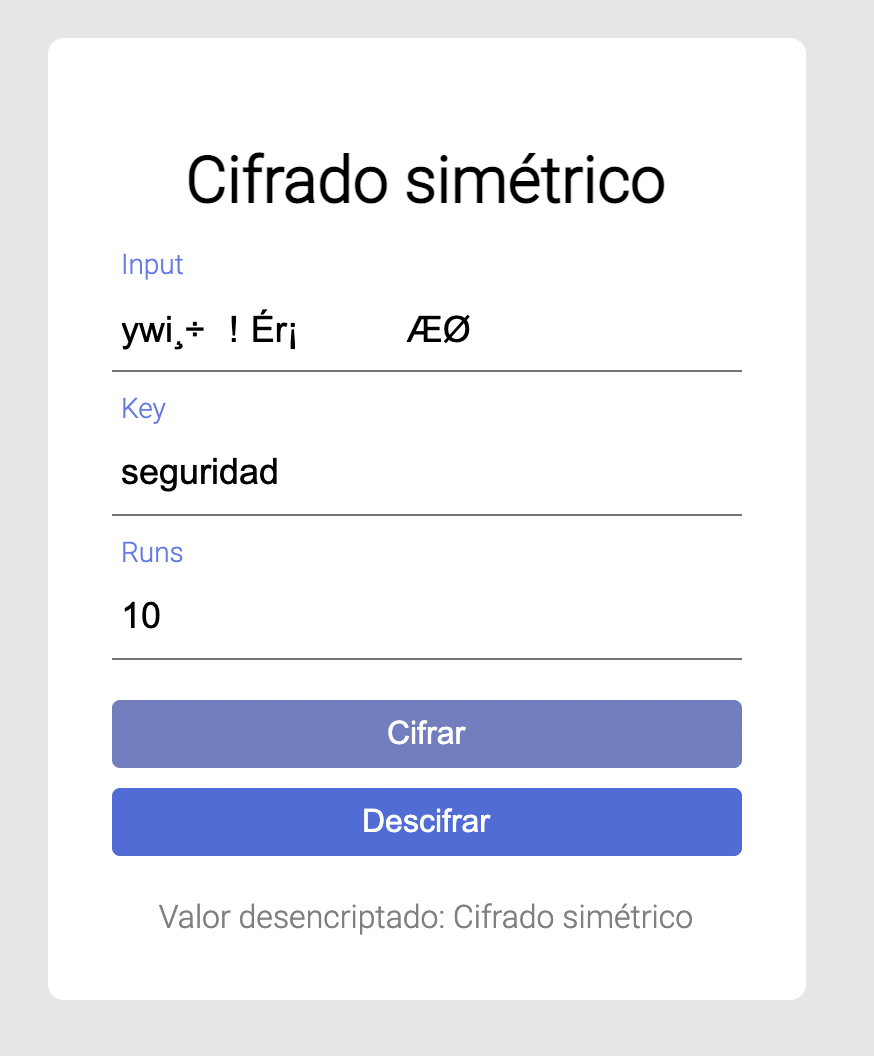 Cifrado simétrico
Input
ywi¸÷  ! Ér¡        ÆØ
Key
seguridad
Runs
10
Cifrar
Descifrar
Valor desencriptado: Cifrado simétrico